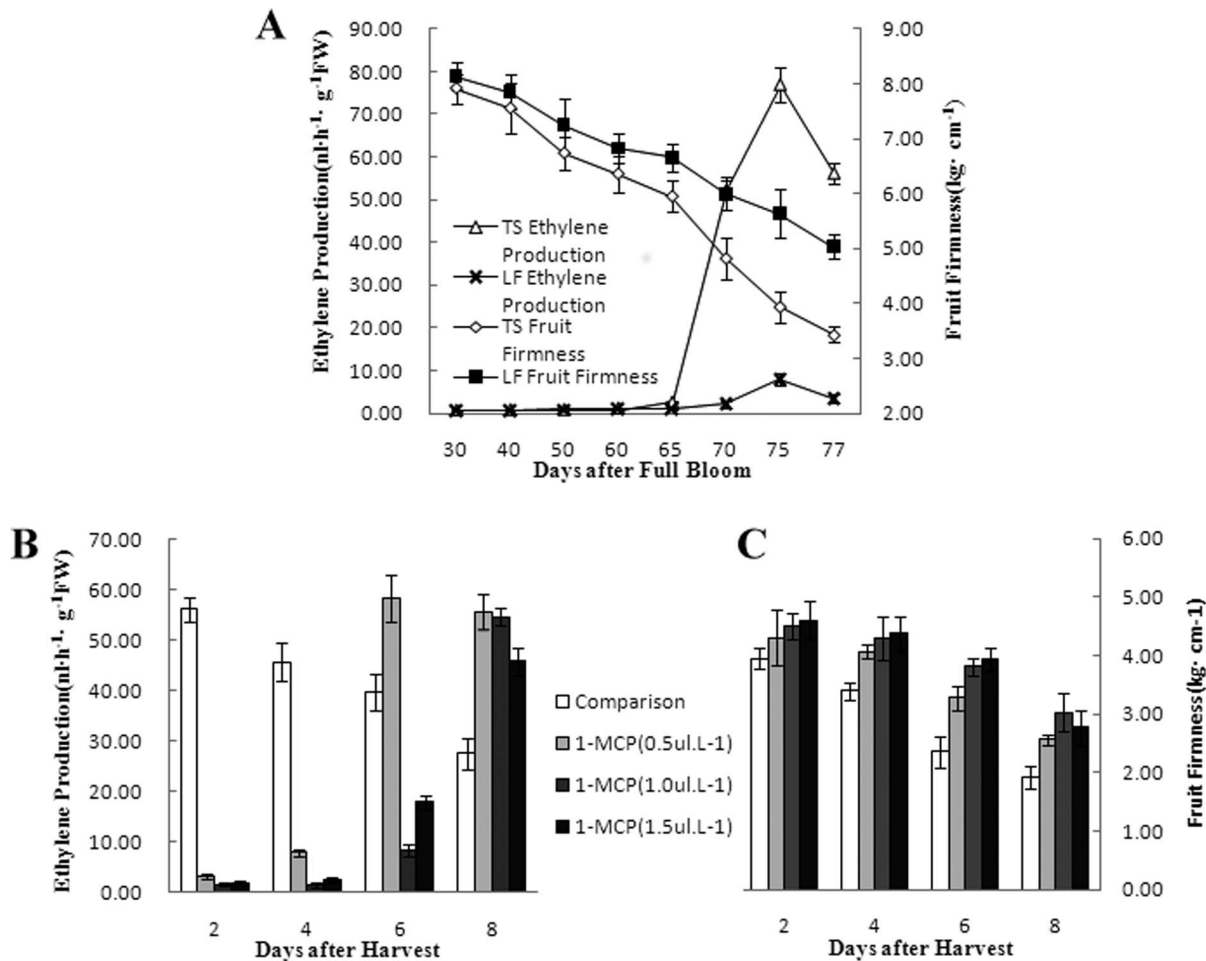 A
Ethylene Production(nl·h⁻¹· g⁻¹FW)
90.00
80.00
70.00
60.00
50.00
40.00
30.00
20.00
10.00
0.00
TS Ethylene
Production
LF Ethylene
Production
TS Fruit
Firmness
LF Fruit Firmness
9.00
8.00
7.00
6.00
5.00
4.00
3.00
2.00
Fruit Firmness(kg· cm⁻¹)
30 40 50 60 65 70 75 77
Days after Full Bloom
B
Ethylene Production(nl·h⁻¹· g⁻¹FW)
70.00
60.00
50.00
40.00
30.00
20.00
10.00
0.00
2 4 6 8
Days after Harvest
Comparison
1-MCP(0.5ul.L-1)
1-MCP(1.0ul.L-1)
1-MCP(1.5ul.L-1)
C
6.00
5.00
4.00
3.00
2.00
1.00
0.00
Fruit Firmness(kg· cm-1)
2 4 6 8
Days after Harvest